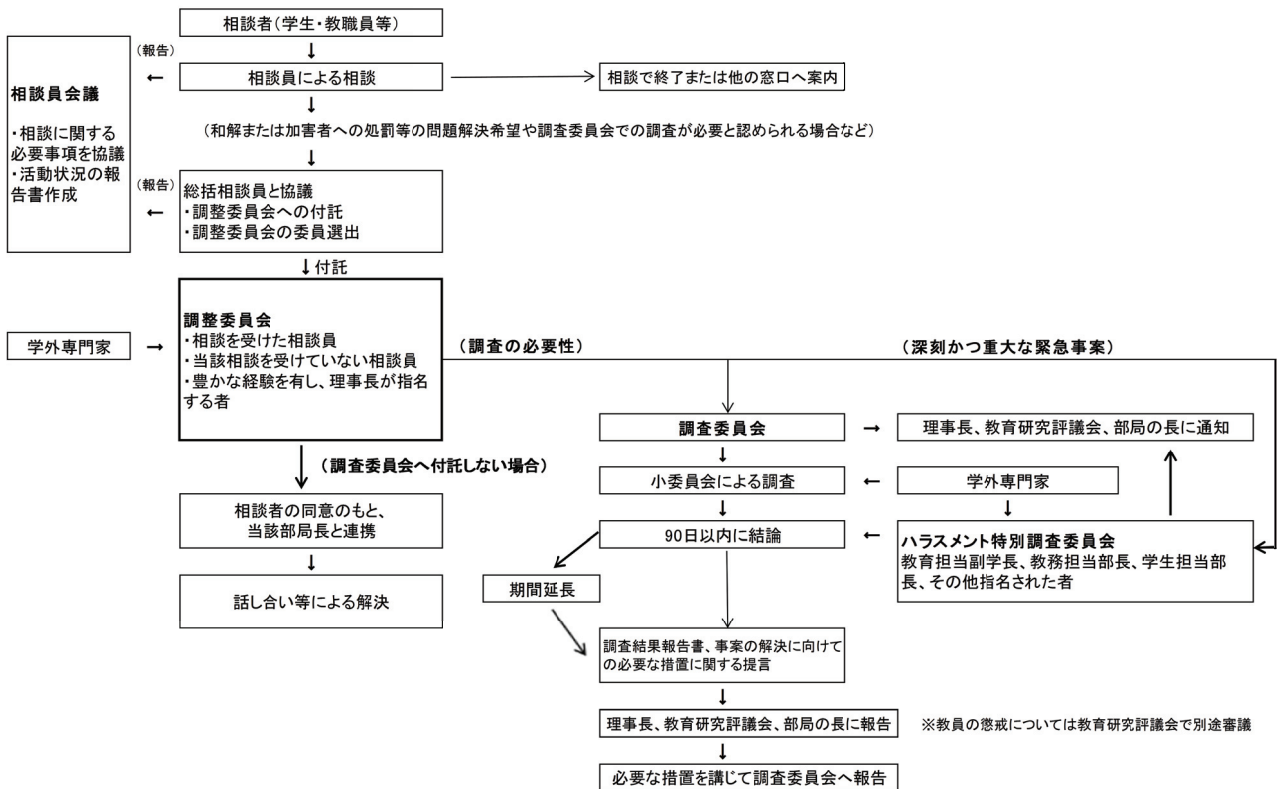 相談者(学生・教職員等)
↓
(報告)
←
相談員による相談
相談で終了または他の窓口へ案内
相談員会議
・相談に関する
必要事項を協議
・活動状況の報
告書作成
↓
(和解または加害者への処罰等の問題解決希望や調査委員会での調査が必要と認められる場合など)
↓
(報告)
←
総括相談員と協議
・調整委員会への付託
・調整委員会の委員選出
↓付託
学外専門家
→
調整委員会
・相談を受けた相談員
・当該相談を受けていない相談員
・豊かな経験を有し、理事長が指名
する者
(調査の必要性)
(深刻かつ重大な緊急事案)
(調査委員会へ付託しない場合)
相談者の同意のもと、
当該部局長と連携
↓
話し合い等による解決
調査委員会
→
理事長、教育研究評議会、部局の長に通知
↓
小委員会による調査
←
学外専門家
↓
↓
90日以内に結論
←
ハラスメント特別調査委員会
教育担当副学長、教務担当部長、学生担当部
長、その他指名された者
期間延長
調査結果報告書、事案の解決に向けて
の必要な措置に関する提言
↓
理事長、教育研究評議会、部局の長に報告
※教員の懲戒については教育研究評議会で別途審議
↓
必要な措置を講じて調査委員会へ報告